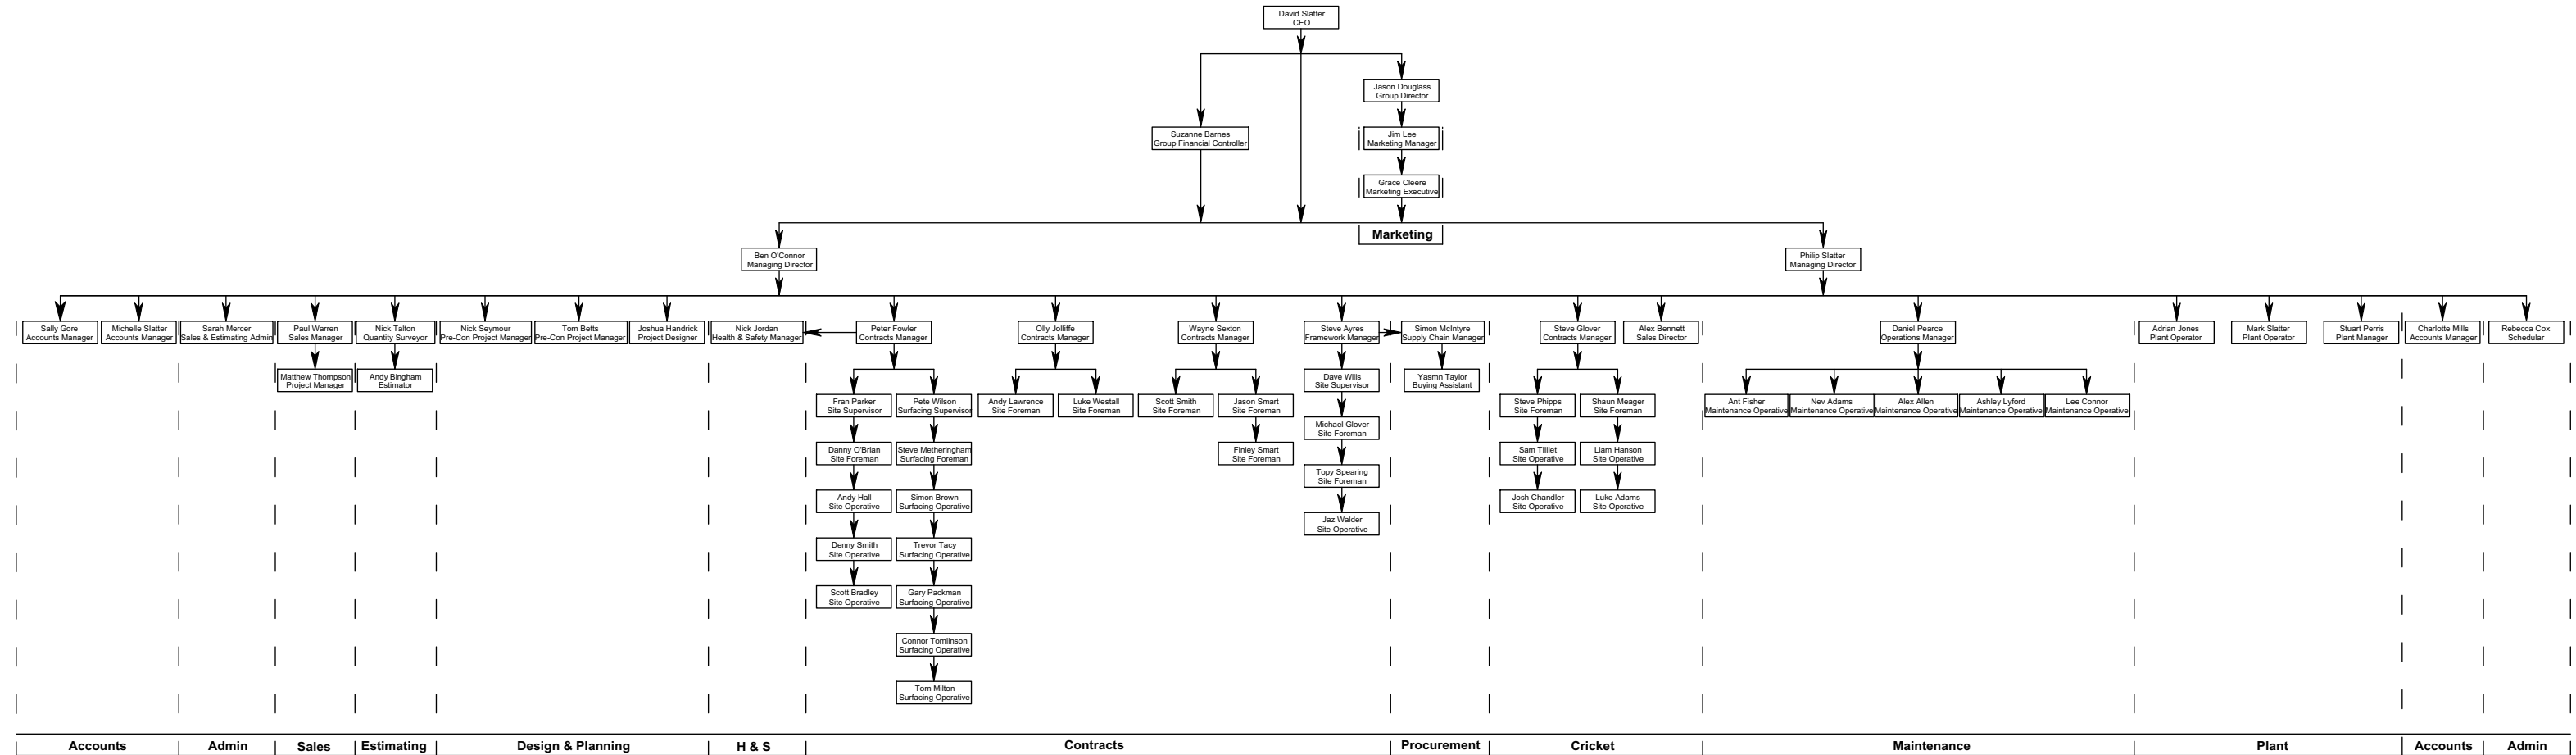 David Slatter
CEO
Jason Douglass
Group Director
Suzanne Barnes
Group Financial Controller
Jim Lee
Marketing Manager
Grace Cleere
Marketing Executive
Marketing
Ben O'Connor
Managing Director
Philip Slatter
Managing Director
Sally Gore
Accounts Manager
Michelle Slatter
Accounts Manager
Sarah Mercer
Sales & Estimating Admin
Paul Warren
Sales Manager
Nick Talton
Quantity Surveyor
Nick Seymour
Pre-Con Project Manager
Tom Betts
Pre-Con Project Manager
Joshua Handrick
Project Designer
Nick Jordan
Health & Safety Manager
Peter Fowler
Contracts Manager
Olly Jolliffe
Contracts Manager
Wayne Sexton
Contracts Manager
Steve Ayres
Framework Manager
Simon McIntyre
Supply Chain Manager
Steve Glover
Contracts Manager
Alex Bennett
Sales Director
Daniel Pearce
Operations Manager
Adrian Jones
Plant Operator
Mark Slatter
Plant Operator
Stuart Perris
Plant Manager
Charlotte Mills
Accounts Manager
Rebecca Cox
Schedular
Matthew Thompson
Project Manager
Andy Bingham
Estimator
Dave Wills
Site Supervisor
Yasmn Taylor
Buying Assistant
Fran Parker
Site Supervisor
Pete Wilson
Surfacing Supervisor
Andy Lawrence
Site Foreman
Luke Westall
Site Foreman
Scott Smith
Site Foreman
Jason Smart
Site Foreman
Steve Phipps
Site Foreman
Shaun Meager
Site Foreman
Ant Fisher
Maintenance Operative
Nev Adams
Maintenance Operative
Alex Allen
Maintenance Operative
Ashley Lyford
Maintenance Operative
Lee Connor
Maintenance Operative
Michael Glover
Site Foreman
Danny O'Brian
Site Foreman
Steve Metheringham
Surfacing Foreman
Finley Smart
Site Foreman
Sam Tilllet
Site Operative
Liam Hanson
Site Operative
Topy Spearing
Site Foreman
Andy Hall
Site Operative
Simon Brown
Surfacing Operative
Josh Chandler
Site Operative
Luke Adams
Site Operative
Jaz Walder
Site Operative
Denny Smith
Site Operative
Trevor Tacy
Surfacing Operative
Scott Bradley
Site Operative
Gary Packman
Surfacing Operative
Connor Tomlinson
Surfacing Operative
Tom Milton
Surfacing Operative
Accounts
Admin
Sales
Estimating
Design & Planning
H & S
Contracts
Procurement
Cricket
Maintenance
Plant
Accounts
Admin